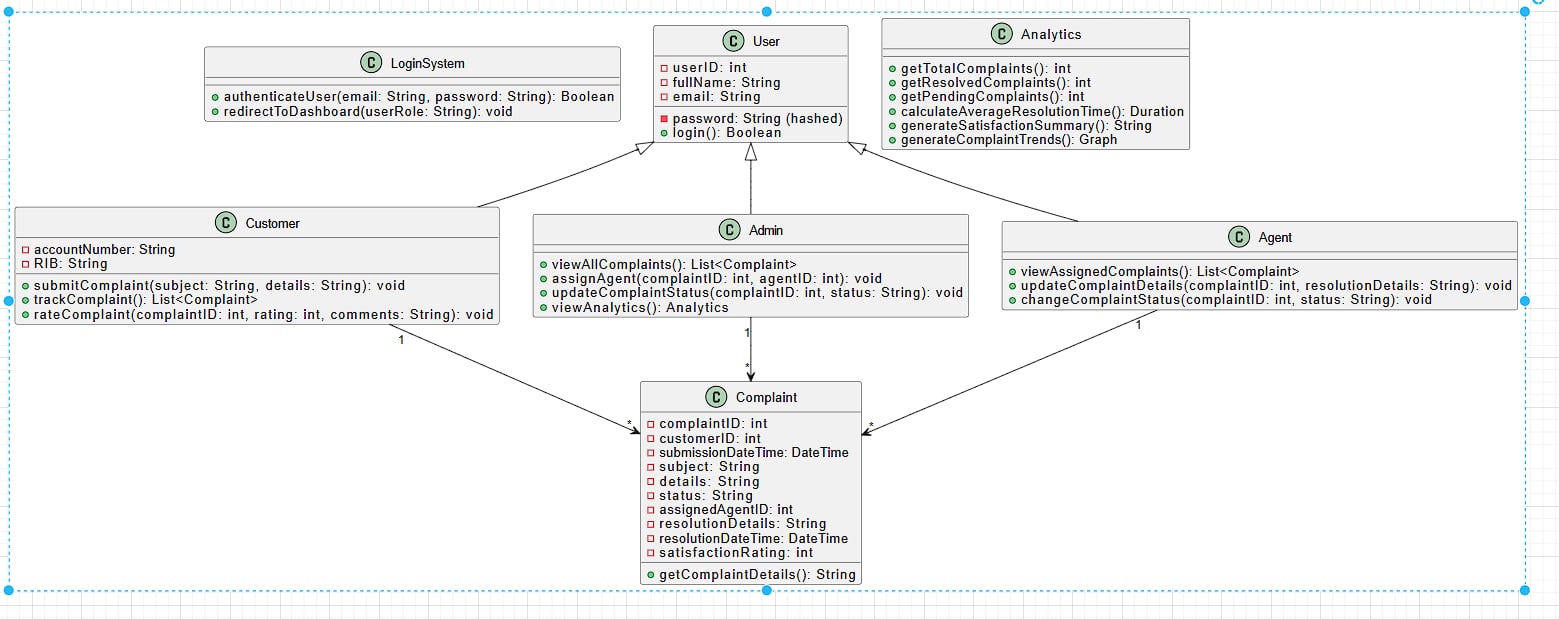 C LoginSystem
authenticateUser(email: String, password: String): Boolean
redirectToDashboard(userRole: String): void
C User
userID: int
fullName: String
email: String
password: String (hashed)
login(): Boolean
C Analytics
getTotalComplaints(): int
getResolvedComplaints(): int
getPendingComplaints(): int
calculateAverageResolutionTime(): Duration
generateSatisfactionSummary(): String
generateComplaintTrends(): Graph
C Customer
accountNumber: String
RIB: String
submitComplaint(subject: String, details: String): void
trackComplaint(): List<Complaint>
rateComplaint(complaintID: int, rating: int, comments: String): void
C Admin
viewAllComplaints(): List<Complaint>
assignAgent(complaintID: int, agentID: int): void
updateComplaintStatus(complaintID: int, status: String): void
viewAnalytics(): Analytics
C Agent
viewAssignedComplaints(): List<Complaint>
updateComplaintDetails(complaintID: int, resolutionDetails: String): void
changeComplaintStatus(complaintID: int, status: String): void
1
1
1
*
*
*
C Complaint
complaintID: int
customerID: int
submissionDateTime: DateTime
subject: String
details: String
status: String
assignedAgentID: int
resolutionDetails: String
resolutionDateTime: DateTime
satisfactionRating: int
getComplaintDetails(): String